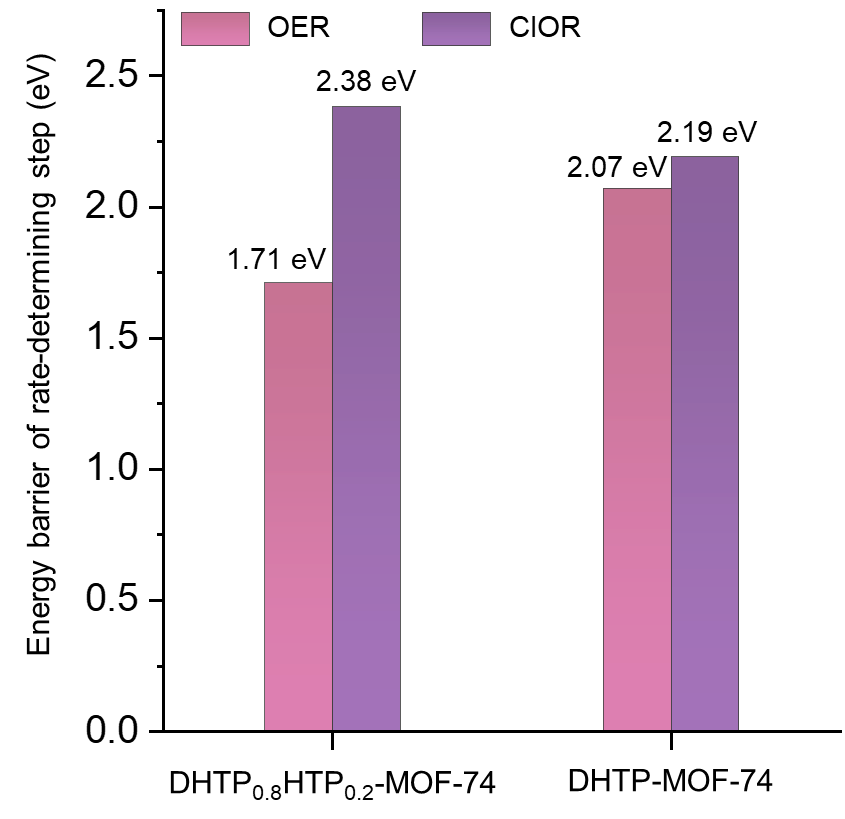 OER
ClOR
Energy barrier of rate-determining step (eV)
2.5
2.0
1.5
1.0
0.5
0.0
2.38 eV
2.19 eV
2.07 eV
1.71 eV
DHTP₀.₈HTP₀.₂-MOF-74
DHTP-MOF-74